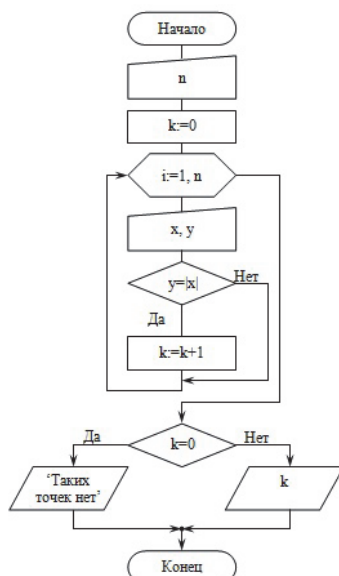 Начало
n
k:=0
i:=1, n
x, y
y=|x|
Нет
Да
k:=k+1
Да
k=0
Нет
‘Таких
точек нет’
k
Конец